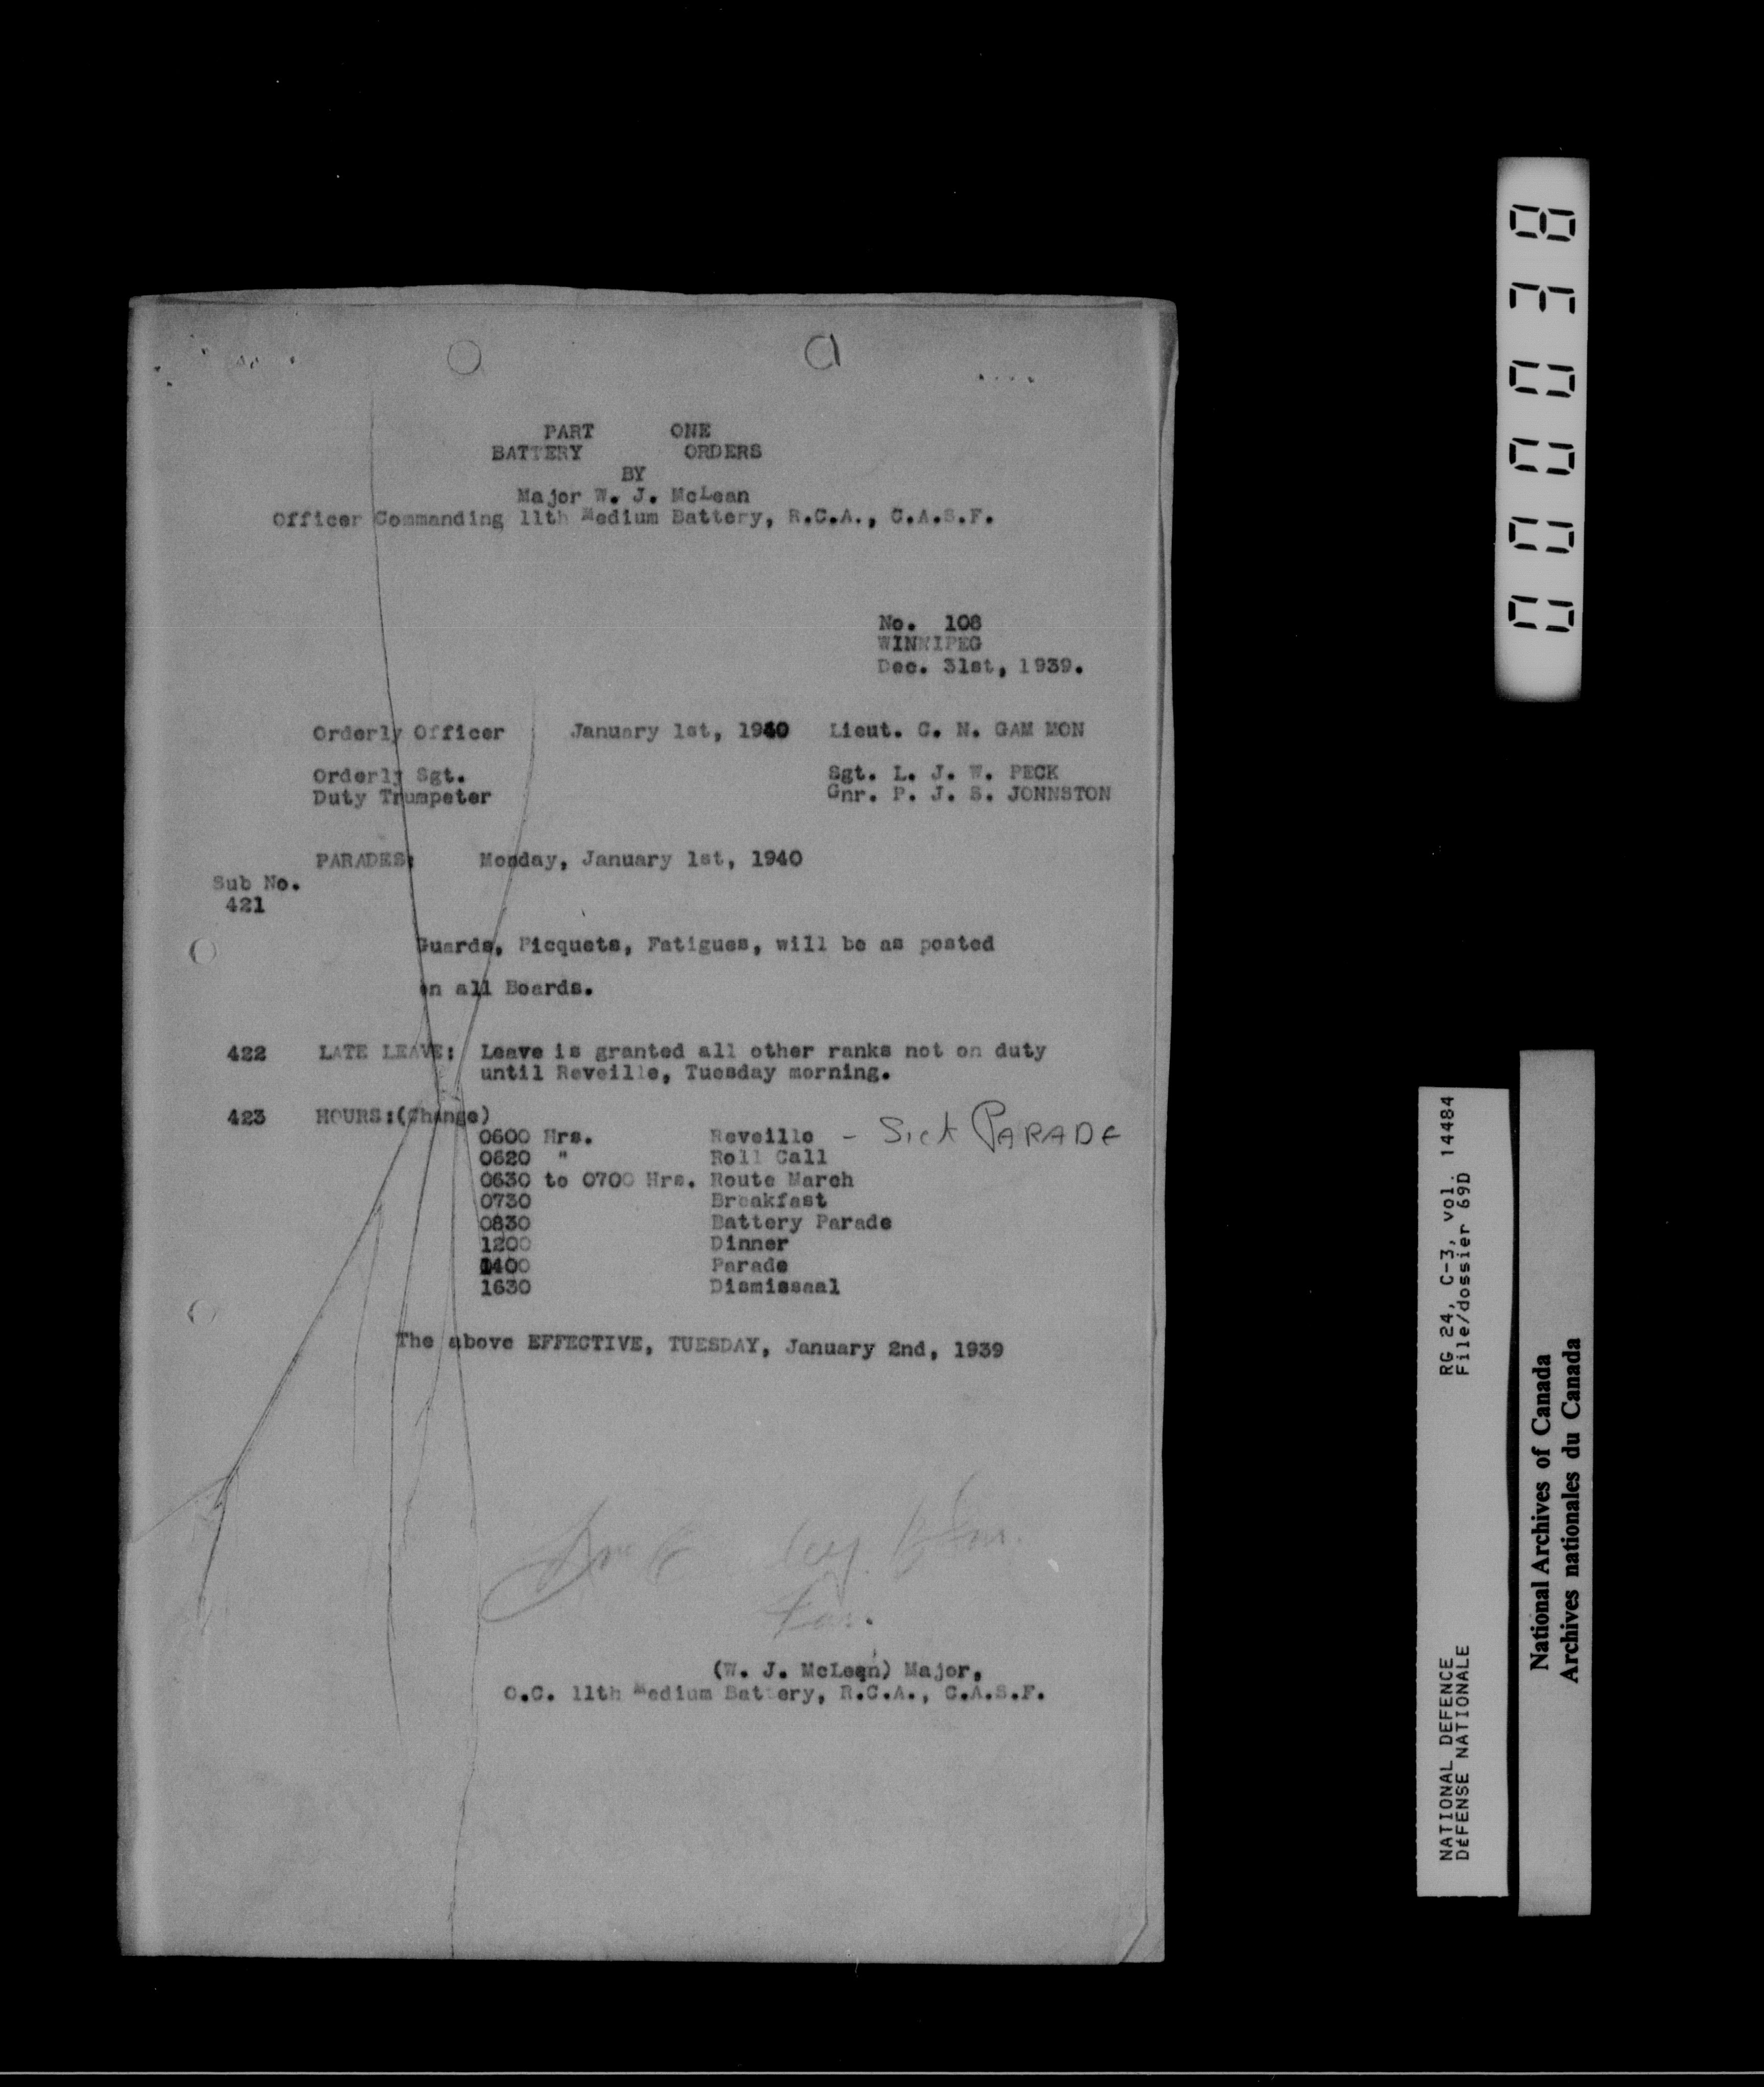 PART ONE
BATTERY ORDERS
BY
Major W. J. McLean
Officer Commanding 11th Medium Battery, R.C.A., C.A.S.F.
No. 108
WINNIPEG
Dec. 31st, 1939.
Orderly Officer January 1st, 1940 Lieut. C. N. GAM MON
Orderly Sgt. Sgt. L. J. W. PECK
Duty Trumpeter Gnr. P. J. S. JONNSTON
PARADES: Monday, January 1st, 1940
Sub No.
421
Guards, Picquets, Fatigues, will be as posted
on all Boards.
422 LATE LEAVE: Leave is granted all other ranks not on duty
until Reveille, Tuesday morning.
423 HOURS:(Change)
0600 Hrs. Reveille - Sick PARADE
0620 " Roll Call
0630 to 0700 Hrs. Route March
0730 Breakfast
0830 Battery Parade
1200 Dinner
1400 Parade
1630 Dismissaal
The above EFFECTIVE, TUESDAY, January 2nd, 1939
(W. J. McLean) Major,
O.C. 11th Medium Battery, R.C.A., C.A.S.F.
000038
RG 24, C-3, vol. 14484
File/dossier 69D
NATIONAL DEFENCE
DÉFENSE NATIONALE
National Archives of Canada
Archives nationales du Canada